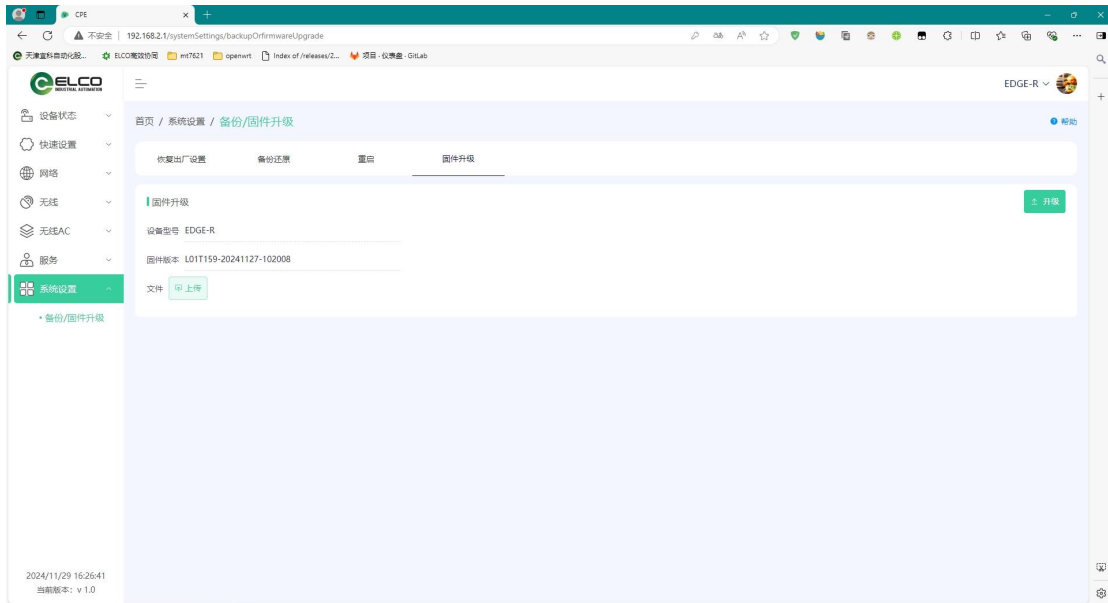 CPE
不安全 192.168.2.1/systemSettings/backupOrfirmwareUpgrade
天津宜科自动化股... ELCO高效协同 mt7621 openwrt Index of /releases/2... 项目 · 仪表盘 · GitLab
ELCO
INDUSTRIAL AUTOMATION
EDGE-R
设备状态
首页 / 系统设置 / 备份/固件升级
帮助
快速设置
恢复出厂设置 备份还原 重启 固件升级
网络
无线
固件升级
升级
无线AC
设备型号 EDGE-R
服务
固件版本 L01T159-20241127-102008
系统设置
文件 上传
• 备份/固件升级
2024/11/29 16:26:41
当前版本: v 1.0